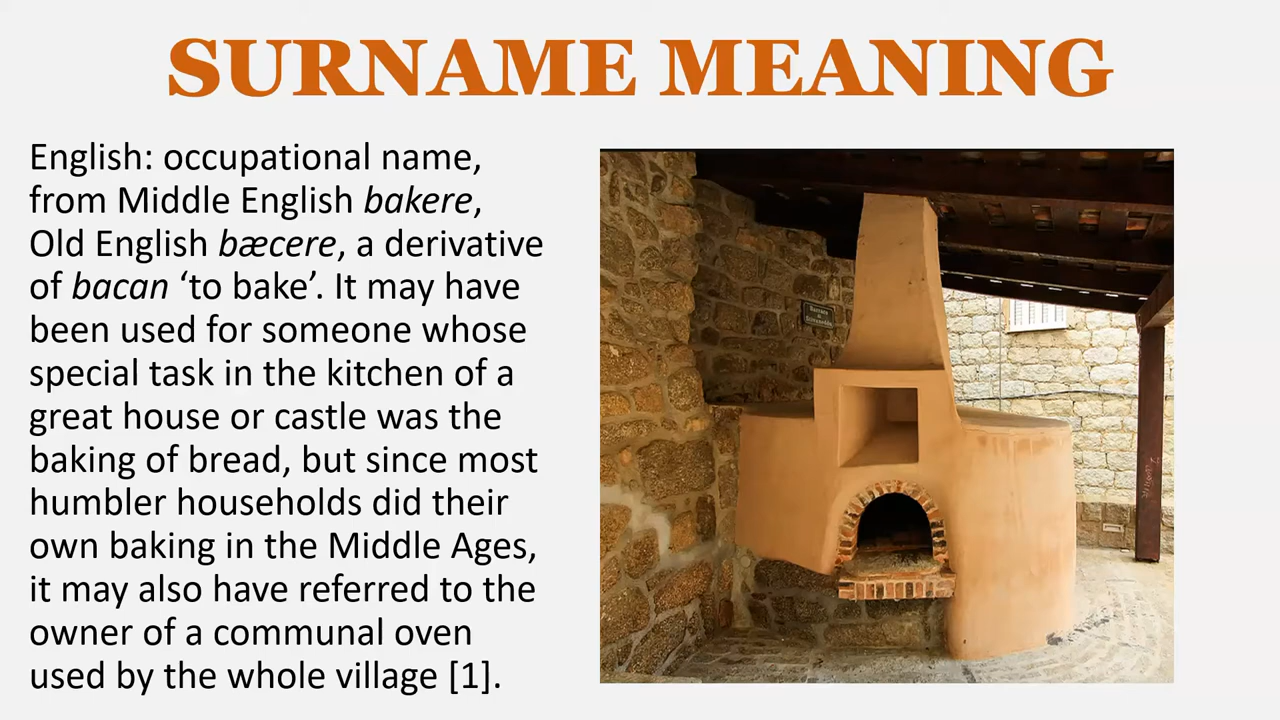 SURNAME MEANING
English: occupational name,
from Middle English bakere,
Old English bæcere, a derivative
of bacan ‘to bake’. It may have
been used for someone whose
special task in the kitchen of a
great house or castle was the
baking of bread, but since most
humbler households did their
own baking in the Middle Ages,
it may also have referred to the
owner of a communal oven
used by the whole village [1].